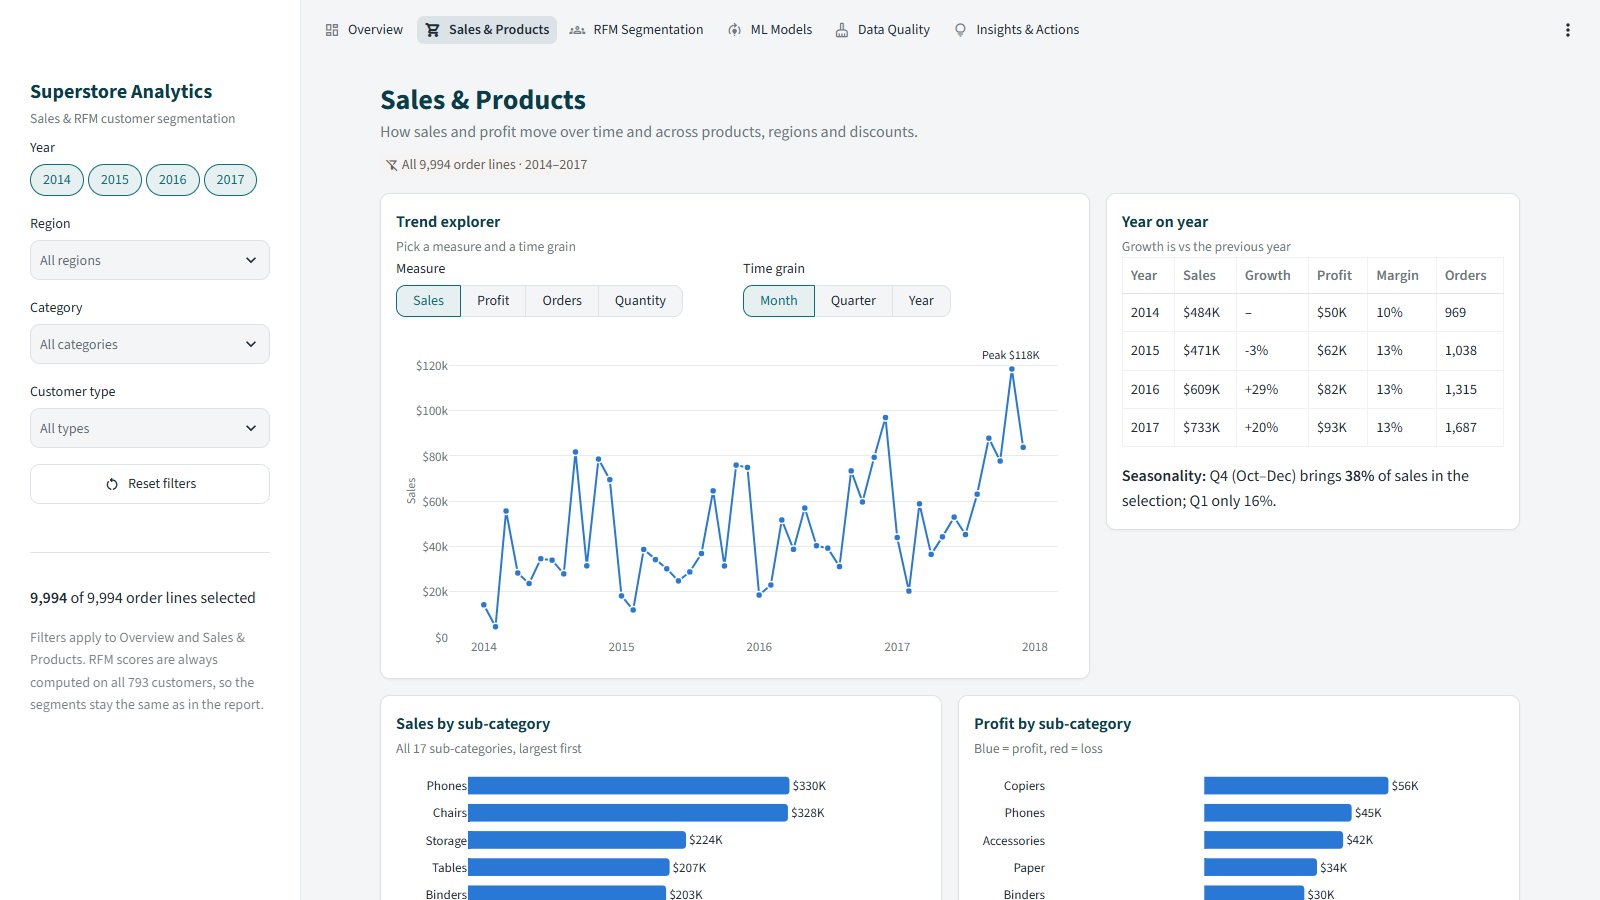 Overview
Sales & Products
RFM Segmentation
ML Models
Data Quality
Insights & Actions
Superstore Analytics
Sales & RFM customer segmentation
Year
2014
2015
2016
2017
Region
All regions
Category
All categories
Customer type
All types
Reset filters
9,994 of 9,994 order lines selected
Filters apply to Overview and Sales &
Products. RFM scores are always
computed on all 793 customers, so the
segments stay the same as in the report.
Sales & Products
How sales and profit move over time and across products, regions and discounts.
All 9,994 order lines · 2014–2017
Trend explorer
Pick a measure and a time grain
Measure
Sales
Profit
Orders
Quantity
Time grain
Month
Quarter
Year
Peak $118K
$120k
$100k
$80k
$60k
$40k
$20k
$0
Sales
2014
2015
2016
2017
2018
Year on year
Growth is vs the previous year
Year Sales Growth Profit Margin Orders
2014 $484K – $50K 10% 969
2015 $471K -3% $62K 13% 1,038
2016 $609K +29% $82K 13% 1,315
2017 $733K +20% $93K 13% 1,687
Seasonality: Q4 (Oct–Dec) brings 38% of sales in the
selection; Q1 only 16%.
Sales by sub-category
All 17 sub-categories, largest first
Phones $330K
Chairs $328K
Storage $224K
Tables $207K
Binders $203K
Profit by sub-category
Blue = profit, red = loss
Copiers $56K
Phones $45K
Accessories $42K
Paper $34K
Binders $30K